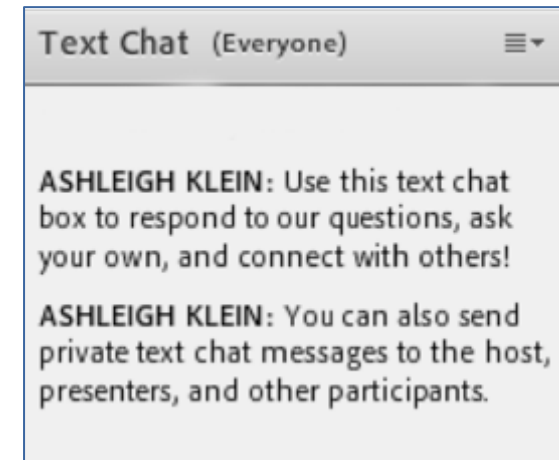 Text Chat (Everyone)
ASHLEIGH KLEIN: Use this text chat
box to respond to our questions, ask
your own, and connect with others!
ASHLEIGH KLEIN: You can also send
private text chat messages to the host,
presenters, and other participants.